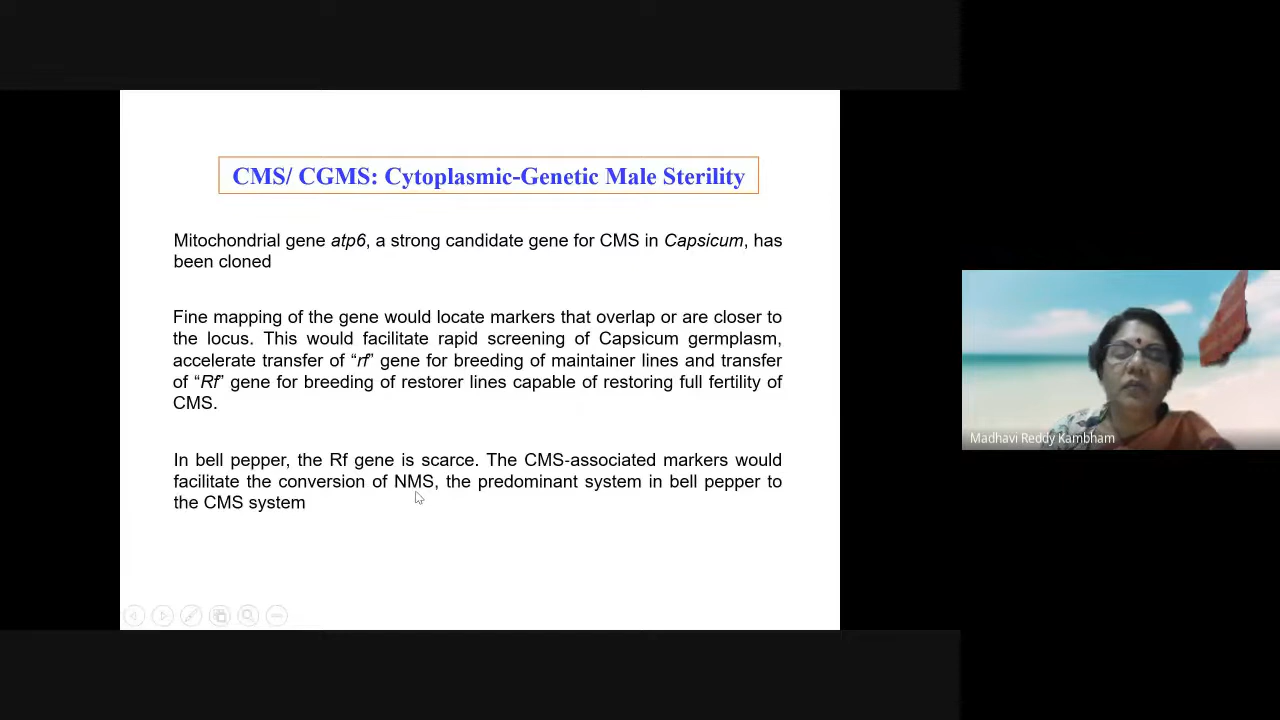 CMS/ CGMS: Cytoplasmic-Genetic Male Sterility
Mitochondrial gene atp6, a strong candidate gene for CMS in Capsicum, has
been cloned
Fine mapping of the gene would locate markers that overlap or are closer to
the locus. This would facilitate rapid screening of Capsicum germplasm,
accelerate transfer of “rf” gene for breeding of maintainer lines and transfer
of “Rf” gene for breeding of restorer lines capable of restoring full fertility of
CMS.
In bell pepper, the Rf gene is scarce. The CMS-associated markers would
facilitate the conversion of NMS, the predominant system in bell pepper to
the CMS system
Madhavi Reddy Kambham